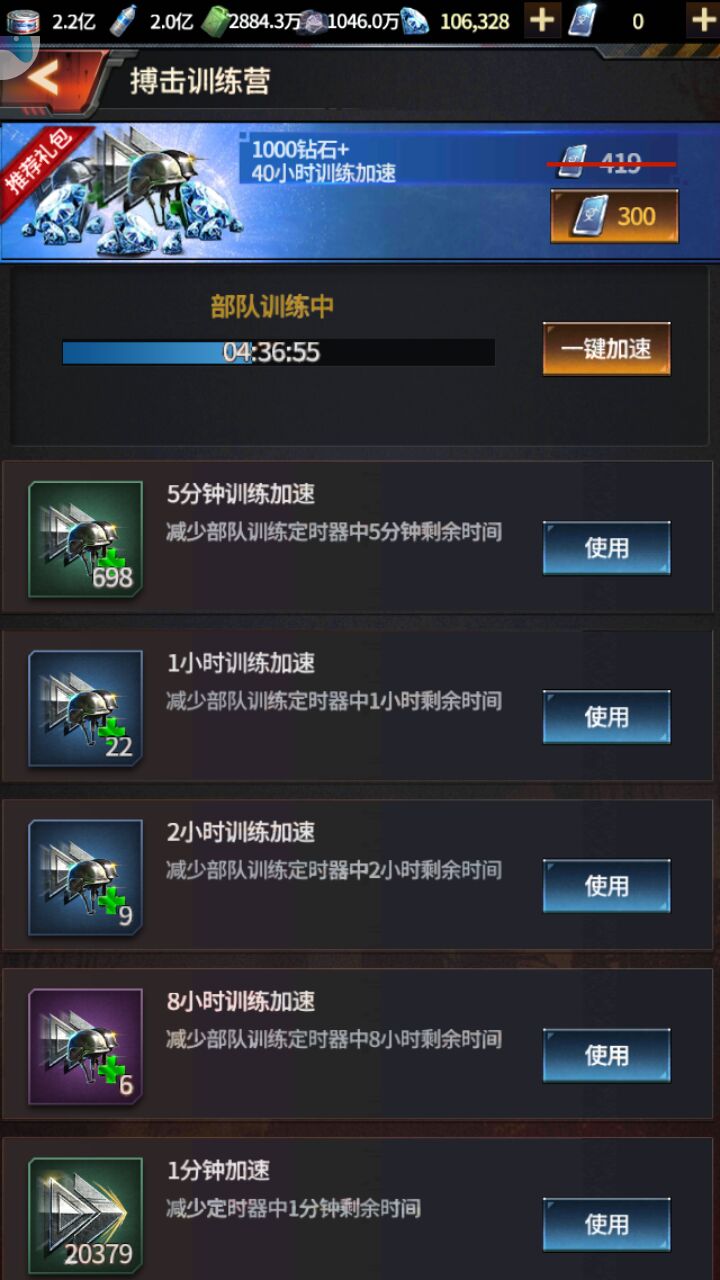 2.2亿 2.0亿 2884.3万 1046.0万 106,328 0
搏击训练营
推荐礼包
1000钻石+
40小时训练加速
419
300
部队训练中
04:36:55
一键加速
5分钟训练加速
减少部队训练定时器中5分钟剩余时间
698
使用
1小时训练加速
减少部队训练定时器中1小时剩余时间
22
使用
2小时训练加速
减少部队训练定时器中2小时剩余时间
9
使用
8小时训练加速
减少部队训练定时器中8小时剩余时间
6
使用
1分钟加速
减少定时器中1分钟剩余时间
20379
使用